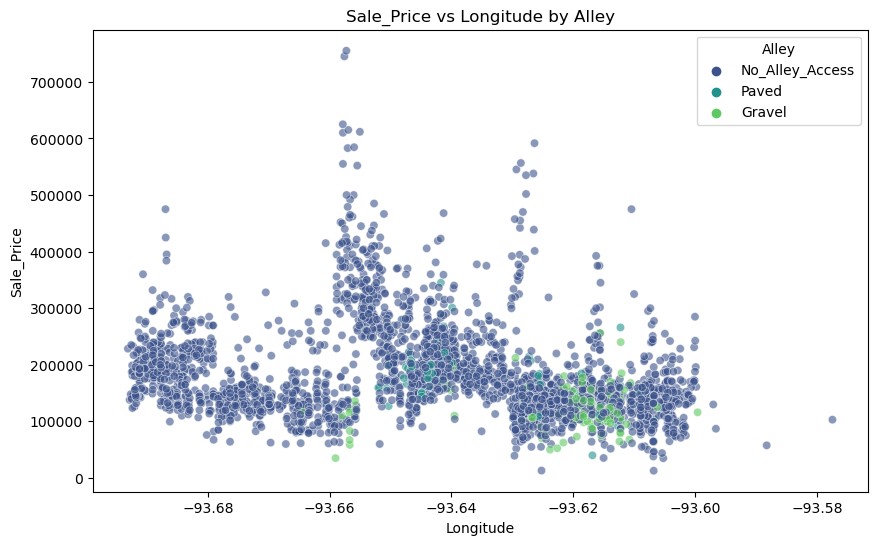 Sale_Price vs Longitude by Alley
Alley
No_Alley_Access
Paved
Gravel
700000
600000
500000
400000
300000
200000
100000
0
Sale_Price
−93.68
−93.66
−93.64
−93.62
−93.60
−93.58
Longitude